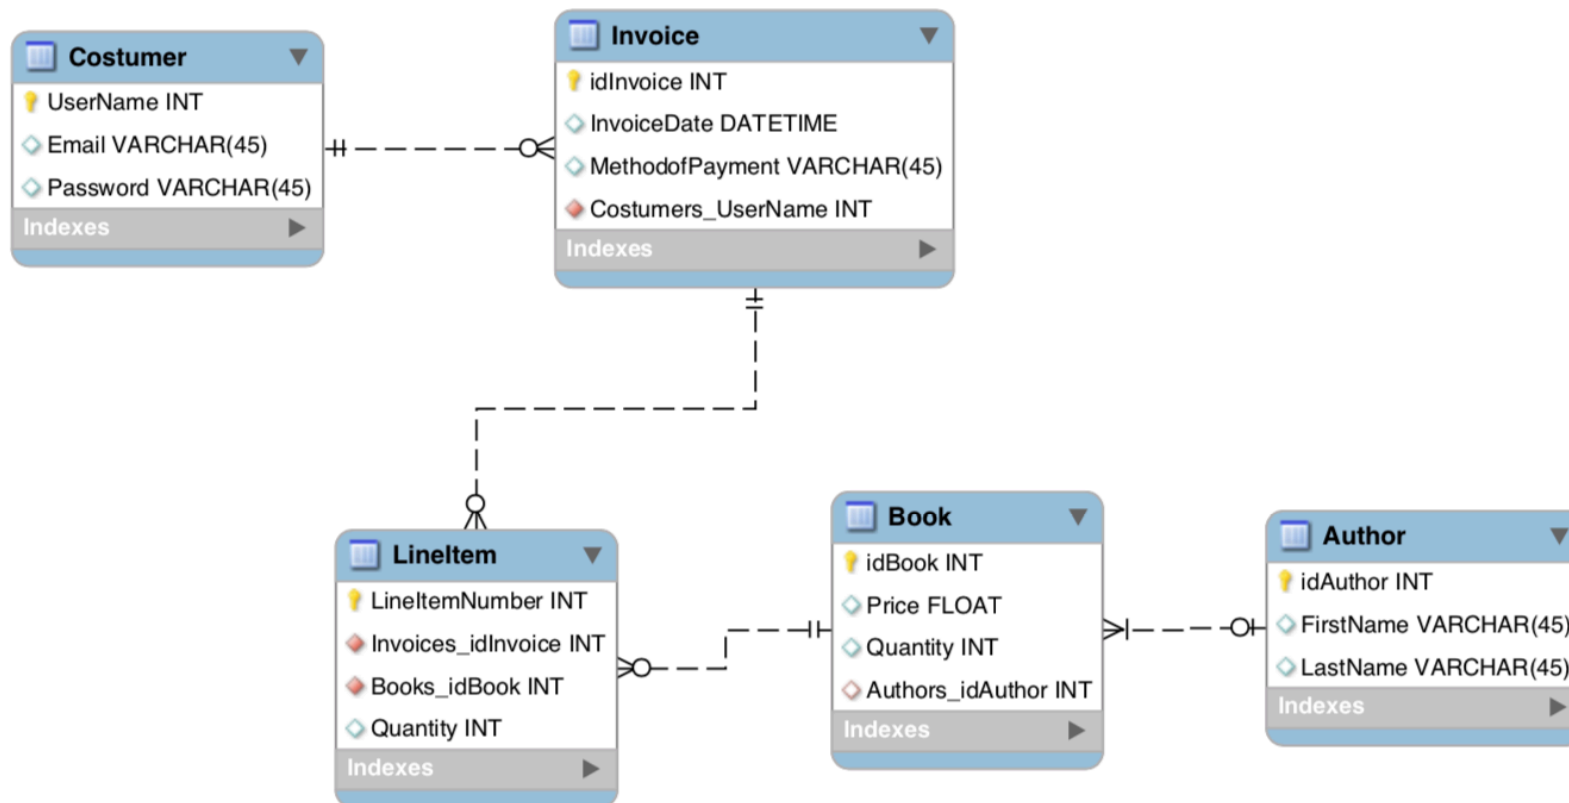 Costumer
UserName INT
Email VARCHAR(45)
Password VARCHAR(45)
Indexes
Invoice
idInvoice INT
InvoiceDate DATETIME
MethodofPayment VARCHAR(45)
Costumers_UserName INT
Indexes
LineItem
LineItemNumber INT
Invoices_idInvoice INT
Books_idBook INT
Quantity INT
Indexes
Book
idBook INT
Price FLOAT
Quantity INT
Authors_idAuthor INT
Indexes
Author
idAuthor INT
FirstName VARCHAR(45)
LastName VARCHAR(45)
Indexes